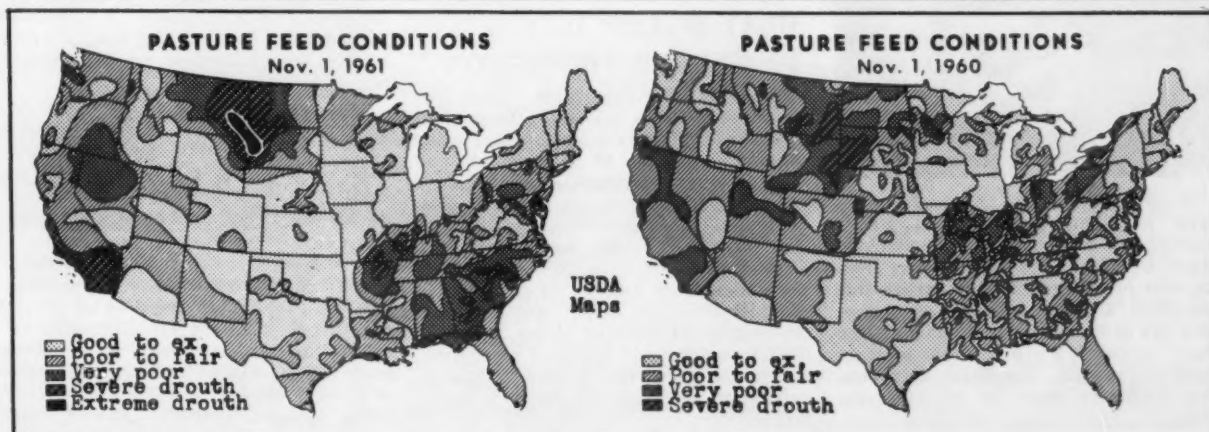 PASTURE FEED CONDITIONS
Nov. 1, 1961
Good to ex.
Poor to fair
Very poor
Severe drouth
Extreme drouth
USDA
Maps
PASTURE FEED CONDITIONS
Nov. 1, 1960
Good to ex.
Poor to fair
Very poor
Severe drouth